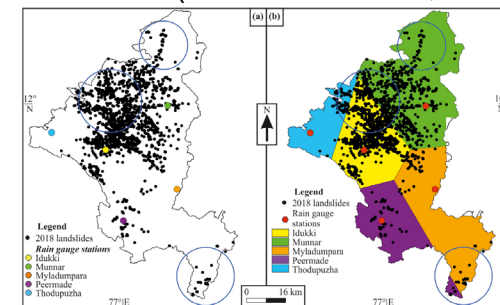 (a) (b)
12°
N
N
Legend
2018 landslides
Rain gauge stations
Idukki
Munnar
Myladumpara
Peermade
Thodupuzha
77°E
0 16 km
Legend
2018 landslides
Rain gauge
stations
Idukki
Munnar
Myladumpara
Peermade
Thodupuzha
77°E